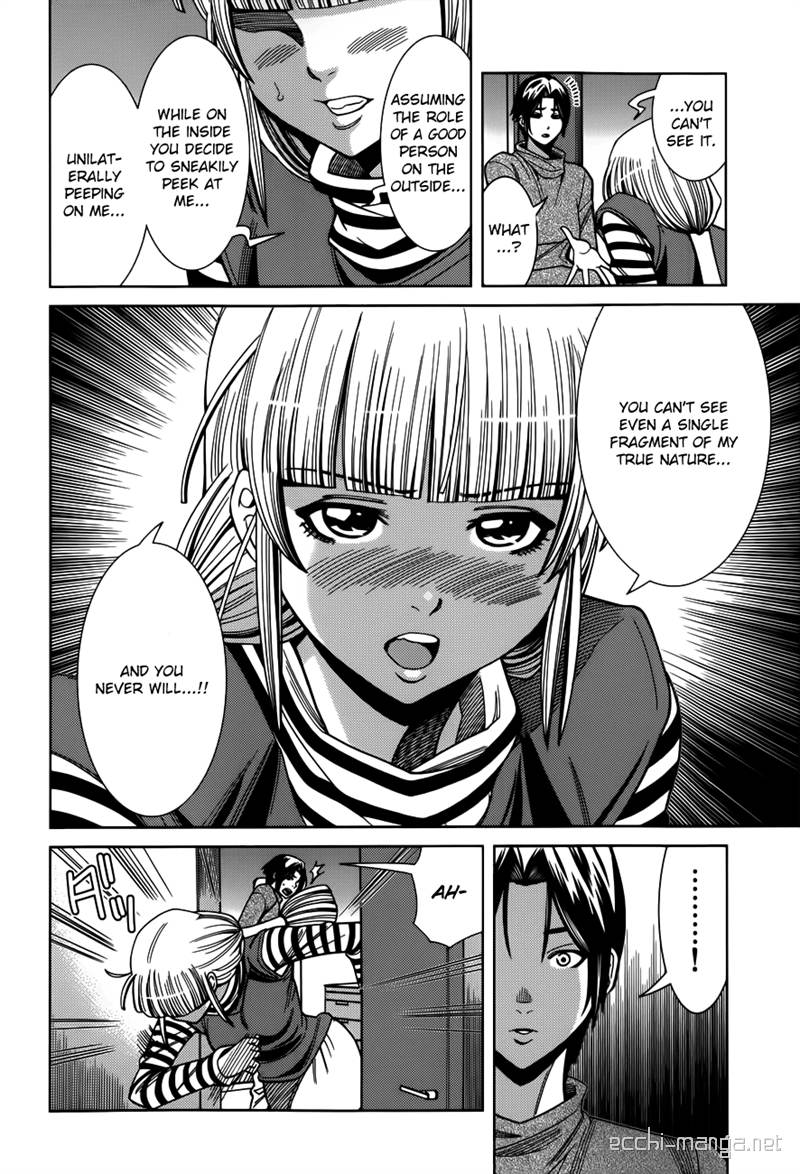 ...YOU
CAN'T
SEE IT.
WHAT
...?
ASSUMING
THE ROLE
OF A GOOD
PERSON
ON THE
OUTSIDE...
WHILE ON
THE INSIDE
YOU DECIDE
TO SNEAKILY
PEEK AT
ME...
UNILAT-
ERALLY
PEEPING
ON ME...
YOU CAN'T SEE
EVEN A SINGLE
FRAGMENT OF MY
TRUE NATURE...
AND YOU
NEVER WILL...!!
........!
AH-
ダッ
ecchi-manga.net